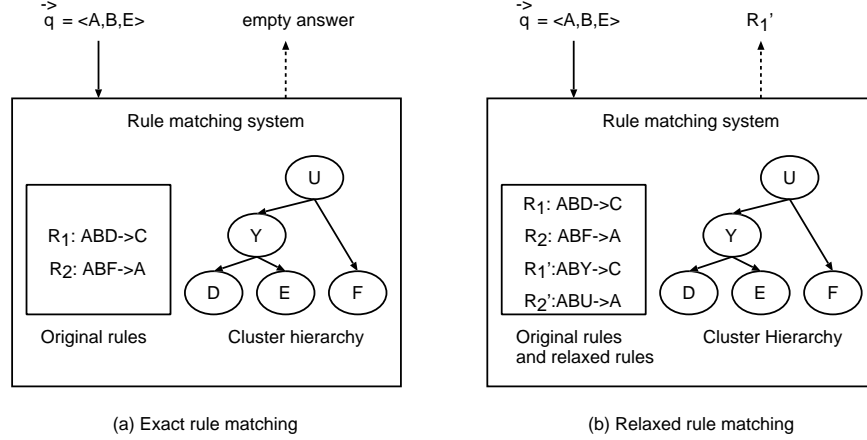 ->
q = <A,B,E>
empty answer
Rule matching system
U
Y
D
E
F
R1: ABD->C
R2: ABF->A
Original rules
Cluster hierarchy
(a) Exact rule matching
->
q = <A,B,E>
R1'
Rule matching system
U
Y
D
E
F
R1: ABD->C
R2: ABF->A
R1':ABY->C
R2':ABU->A
Original rules
and relaxed rules
Cluster Hierarchy
(b) Relaxed rule matching